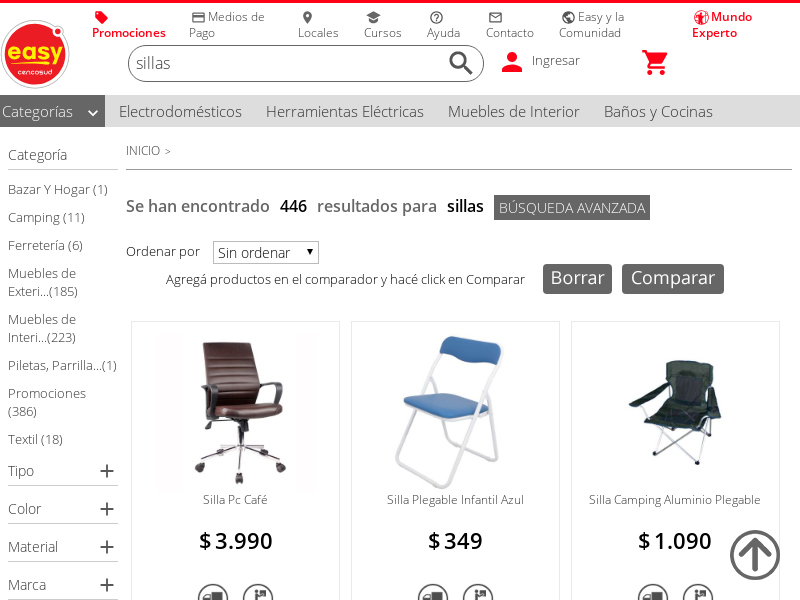 Promociones
Medios de Pago
Locales
Cursos
Ayuda
Contacto
Easy y la Comunidad
Mundo Experto
easy
cencosud
sillas
Ingresar
Categorías
Electrodomésticos
Herramientas Eléctricas
Muebles de Interior
Baños y Cocinas
Categoría
Bazar Y Hogar (1)
Camping (11)
Ferretería (6)
Muebles de
Exteri...(185)
Muebles de
Interi...(223)
Piletas, Parrilla...(1)
Promociones
(386)
Textil (18)
Tipo
Color
Material
Marca
INICIO >
Se han encontrado 446 resultados para sillas
BÚSQUEDA AVANZADA
Ordenar por Sin ordenar
Agregá productos en el comparador y hacé click en Comparar
Borrar
Comparar
Silla Pc Café
$ 3.990
Silla Plegable Infantil Azul
$ 349
Silla Camping Aluminio Plegable
$ 1.090